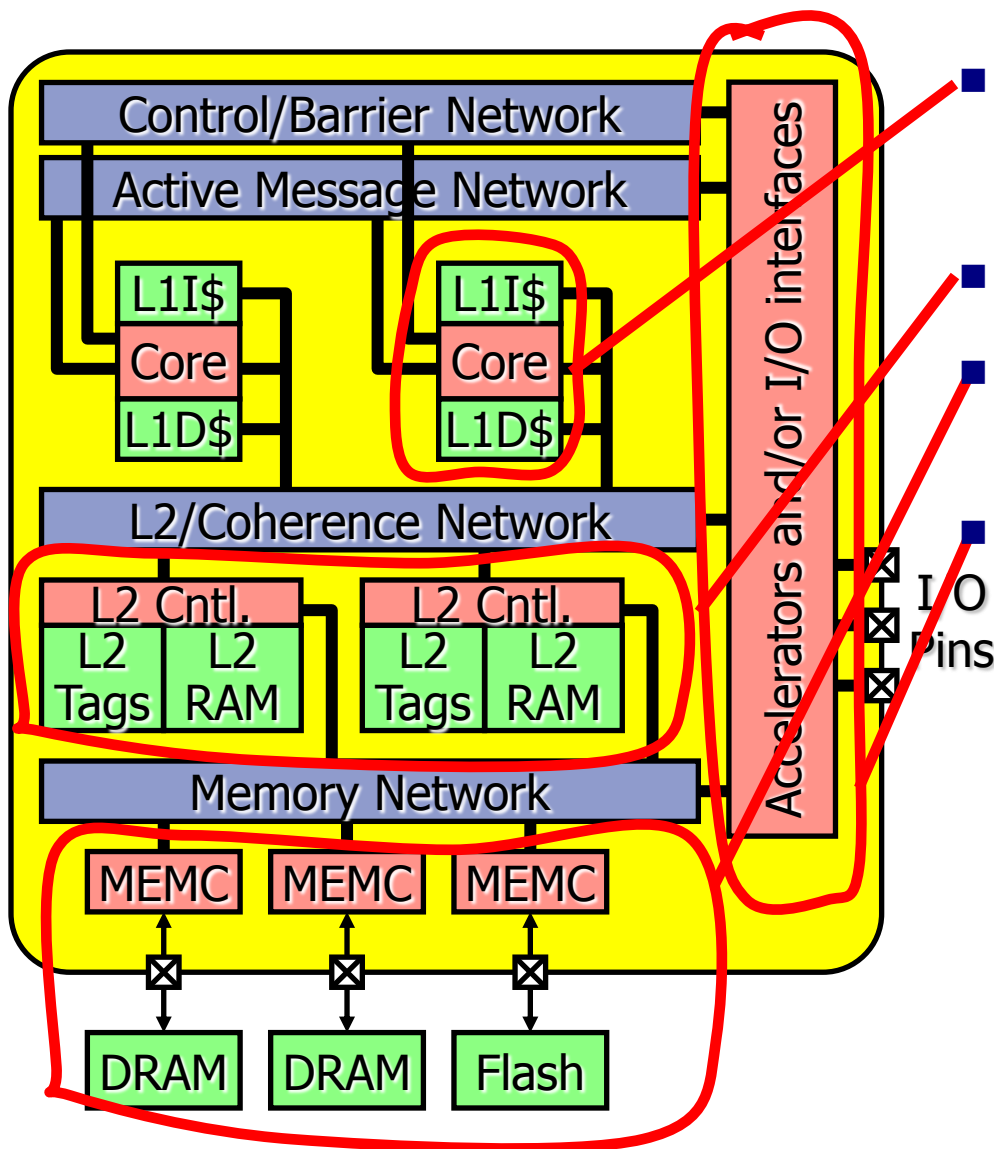 Control/Barrier Network
Active Message Network
L1I$
Core
L1D$
L1I$
Core
L1D$
L2/Coherence Network
L2 Cntl.
L2 Tags
L2 RAM
L2 Cntl.
L2 Tags
L2 RAM
Memory Network
MEMC
MEMC
MEMC
DRAM
DRAM
Flash
Accelerators and/or I/O interfaces
I/O
Pins